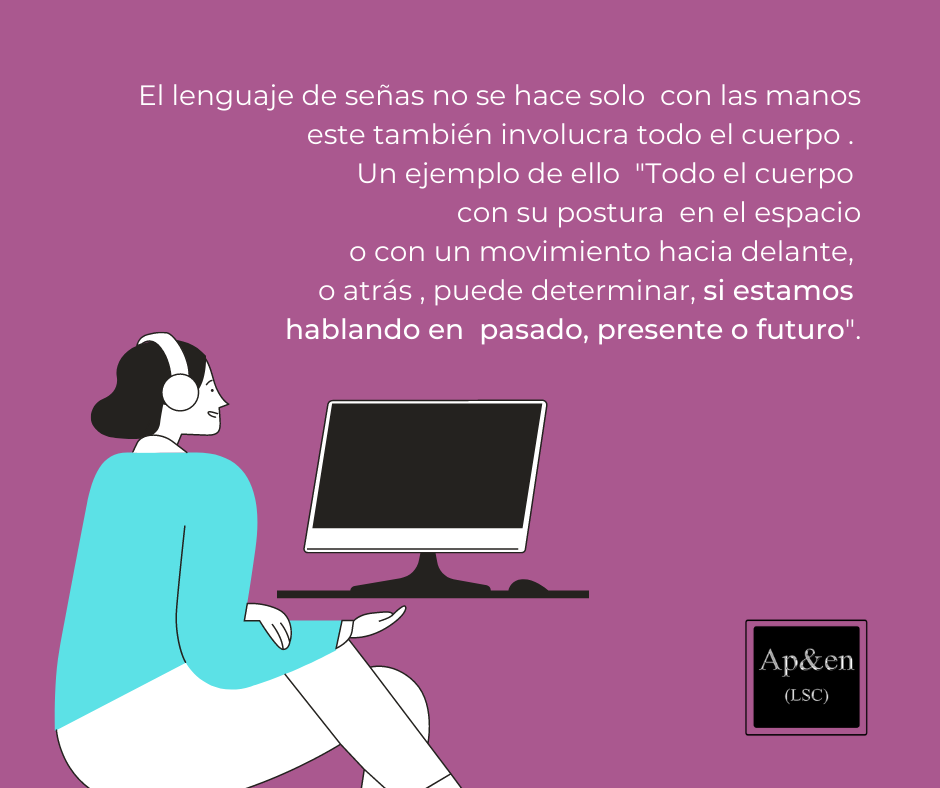 El lenguaje de señas no se hace solo  con las manos
este también involucra todo el cuerpo .
Un ejemplo de ello  "Todo el cuerpo
con su postura  en el espacio
o con un movimiento hacia delante,
o atrás , puede determinar, si estamos
hablando en  pasado, presente o futuro".
Ap&en
(LSC)